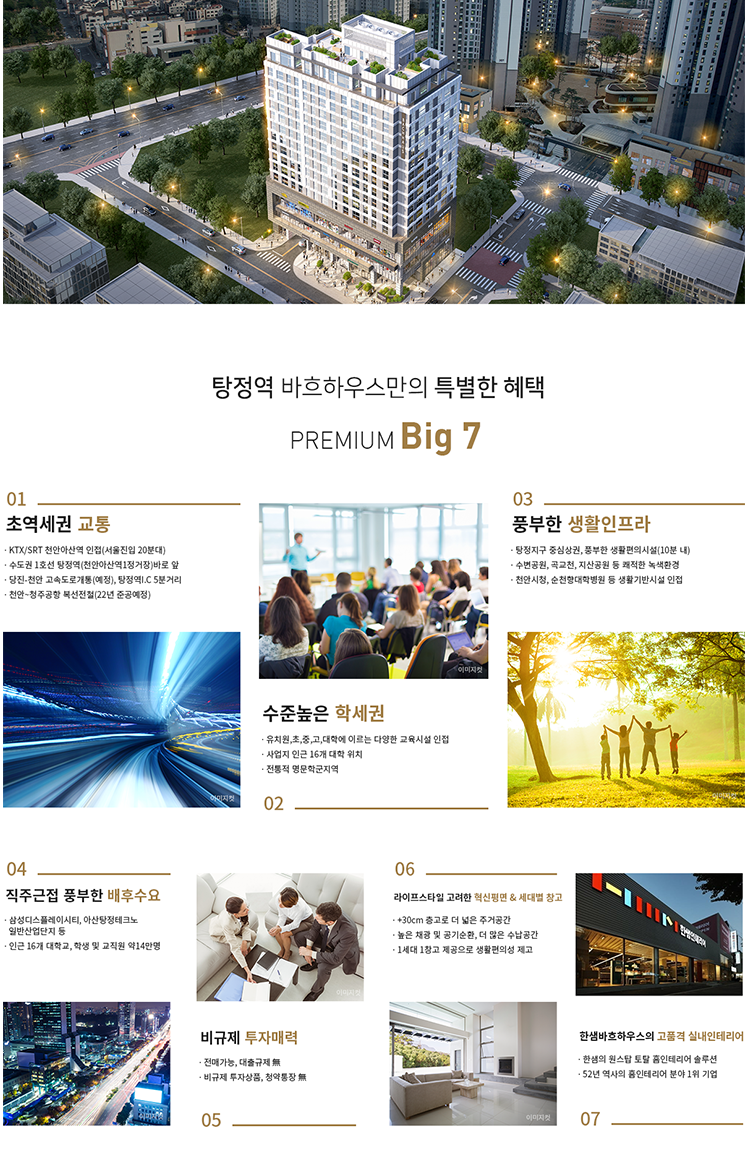 탕정역 바흐하우스만의 특별한 혜택
PREMIUM Big 7
01
초역세권 교통
· KTX/SRT 천안아산역 인접(서울진입 20분대)
· 수도권 1호선 탕정역(천안아산역1정거장)바로 앞
· 당진-천안 고속도로개통(예정), 탕정역I.C 5분거리
· 천안~청주공항 복선전철(22년 준공예정)
이미지컷
이미지컷
수준높은 학세권
· 유치원,초,중,고,대학에 이르는 다양한 교육시설 인접
· 사업지 인근 16개 대학 위치
· 전통적 명문학군지역
02
03
풍부한 생활인프라
· 탕정지구 중심상권, 풍부한 생활편의시설(10분 내)
· 수변공원, 곡교천, 지산공원 등 쾌적한 녹색환경
· 천안시청, 순천향대학병원 등 생활기반시설 인접
이미지컷
04
직주근접 풍부한 배후수요
· 삼성디스플레이시티, 아산탕정테크노
일반산업단지 등
· 인근 16개 대학교, 학생 및 교직원 약14만명
이미지컷
이미지컷
비규제 투자매력
· 전매가능, 대출규제 無
· 비규제 투자상품, 청약통장 無
05
06
라이프스타일 고려한 혁신평면 & 세대별 창고
· +30cm 층고로 더 넓은 주거공간
· 높은 채광 및 공기순환, 더 많은 수납공간
· 1세대 1창고 제공으로 생활편의성 제고
이미지컷
한샘인테리어
한샘바흐하우스의 고품격 실내인테리어
· 한샘의 원스탑 토탈 홈인테리어 솔루션
· 52년 역사의 홈인테리어 분야 1위 기업
07